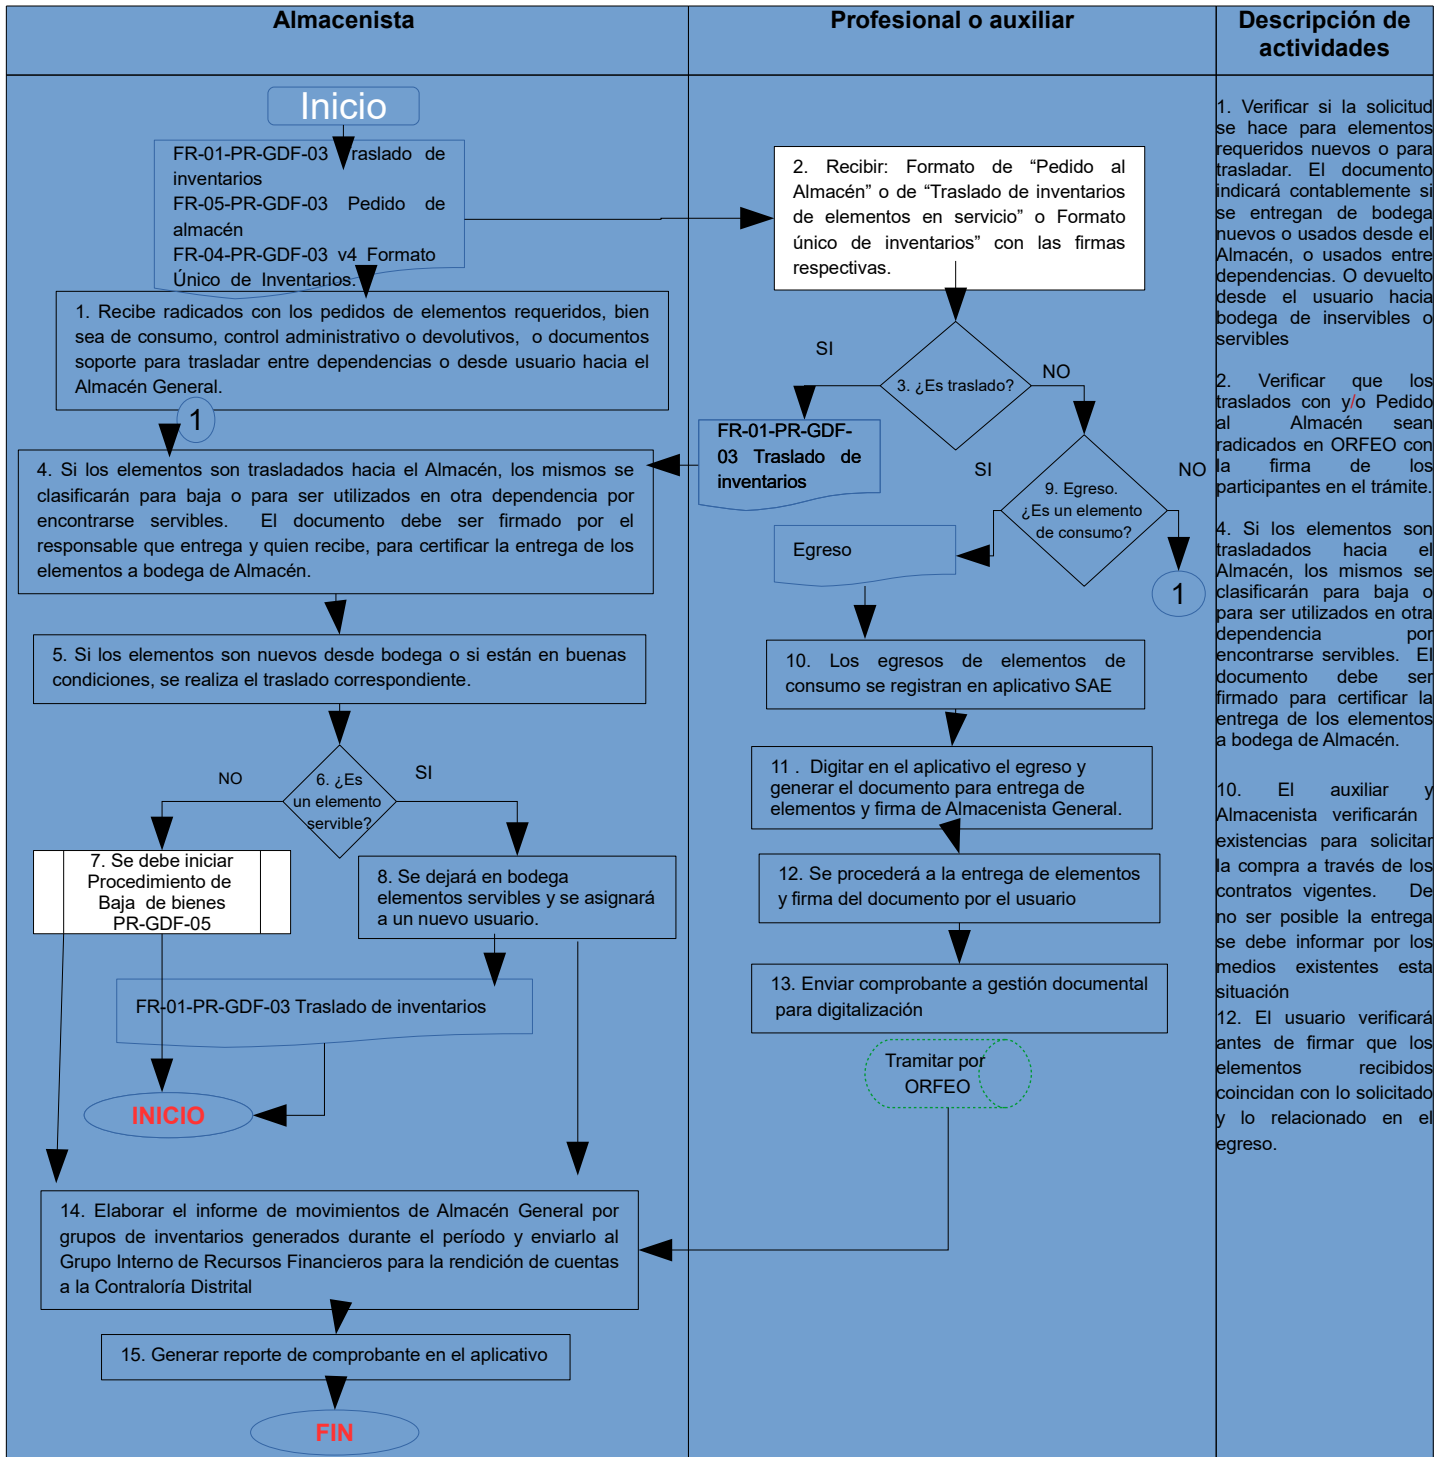 Almacenista
Profesional o auxiliar
Descripción de
actividades
Inicio
FR-01-PR-GDF-03 Traslado de
inventarios
FR-05-PR-GDF-03 Pedido de
almacén
FR-04-PR-GDF-03 v4 Formato
Único de Inventarios.
1. Recibe radicados con los pedidos de elementos requeridos, bien
sea de consumo, control administrativo o devolutivos, o documentos
soporte para trasladar entre dependencias o desde usuario hacia el
Almacén General.
1
4. Si los elementos son trasladados hacia el Almacén, los mismos se
clasificarán para baja o para ser utilizados en otra dependencia por
encontrarse servibles. El documento debe ser firmado por el
responsable que entrega y quien recibe, para certificar la entrega de los
elementos a bodega de Almacén.
5. Si los elementos son nuevos desde bodega o si están en buenas
condiciones, se realiza el traslado correspondiente.
NO
6. ¿Es
un elemento
servible?
SI
7. Se debe iniciar
Procedimiento de
Baja de bienes
PR-GDF-05
8. Se dejará en bodega
elementos servibles y se asignará
a un nuevo usuario.
FR-01-PR-GDF-03 Traslado de inventarios
INICIO
14. Elaborar el informe de movimientos de Almacén General por
grupos de inventarios generados durante el período y enviarlo al
Grupo Interno de Recursos Financieros para la rendición de cuentas
a la Contraloría Distrital
15. Generar reporte de comprobante en el aplicativo
FIN
2. Recibir: Formato de “Pedido al
Almacén” o de “Traslado de inventarios
de elementos en servicio” o Formato
único de inventarios” con las firmas
respectivas.
SI
3. ¿Es traslado?
NO
FR-01-PR-GDF-
03 Traslado de
inventarios
SI
9. Egreso.
¿Es un elemento
de consumo?
NO
Egreso
1
10. Los egresos de elementos de
consumo se registran en aplicativo SAE
11 . Digitar en el aplicativo el egreso y
generar el documento para entrega de
elementos y firma de Almacenista General.
12. Se procederá a la entrega de elementos
y firma del documento por el usuario
13. Enviar comprobante a gestión documental
para digitalización
Tramitar por
ORFEO
1. Verificar si la solicitud
se hace para elementos
requeridos nuevos o para
trasladar. El documento
indicará contablemente si
se entregan de bodega
nuevos o usados desde el
Almacén, o usados entre
dependencias. O devuelto
desde el usuario hacia
bodega de inservibles o
servibles
2. Verificar que los
traslados con y/o Pedido
al Almacén sean
radicados en ORFEO con
la firma de los
participantes en el trámite.
4. Si los elementos son
trasladados hacia el
Almacén, los mismos se
clasificarán para baja o
para ser utilizados en otra
dependencia por
encontrarse servibles. El
documento debe ser
firmado para certificar la
entrega de los elementos
a bodega de Almacén.
10. El auxiliar y
Almacenista verificarán
existencias para solicitar
la compra a través de los
contratos vigentes. De
no ser posible la entrega
se debe informar por los
medios existentes esta
situación
12. El usuario verificará
antes de firmar que los
elementos recibidos
coincidan con lo solicitado
y lo relacionado en el
egreso.